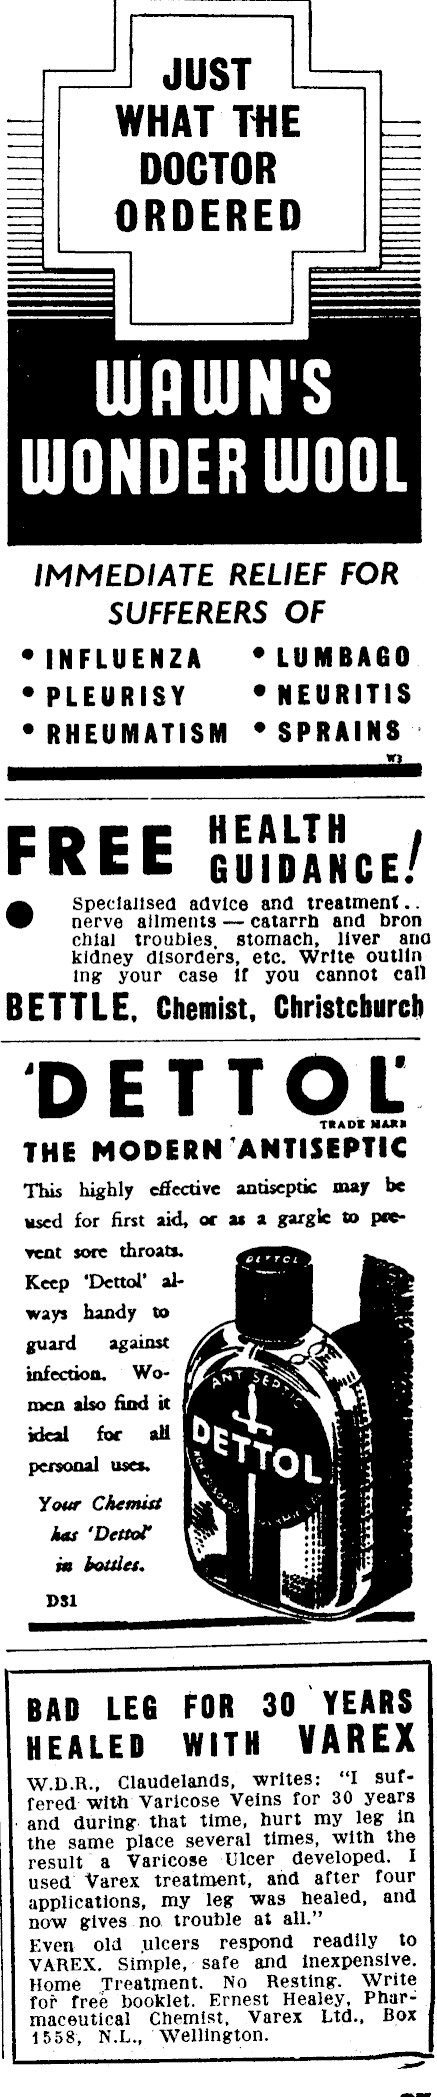 JUST
WHAT THE
DOCTOR
ORDERED
WAWN'S
WONDER WOOL
IMMEDIATE RELIEF FOR
SUFFERERS OF
• INFLUENZA • LUMBAGO
• PLEURISY • NEURITIS
• RHEUMATISM • SPRAINS
W3
FREE HEALTH
GUIDANCE!
● Specialised advice and treatment..
nerve ailments — catarrh and bron
chial troubles, stomach, liver and
kidney disorders, etc. Write outlin
ing your case if you cannot call
BETTLE, Chemist, Christchurch
'DETTOL'
TRADE MARK
THE MODERN ANTISEPTIC
This highly effective antiseptic may be
used for first aid, or as a gargle to pre-
vent sore throats.
Keep 'Dettol' al-
ways handy to
guard against
infection. Wo-
men also find it
ideal for all
personal uses.
Your Chemist
has 'Dettol'
in bottles.
D31
DETTOL
ANTISEPTIC
DETTOL
BAD LEG FOR 30 YEARS
HEALED WITH VAREX
W.D.R., Claudelands, writes: "I suf-
fered with Varicose Veins for 30 years
and during that time, hurt my leg in
the same place several times, with the
result a Varicose Ulcer developed. I
used Varex treatment, and after four
applications, my leg was healed, and
now gives no trouble at all."
Even old ulcers respond readily to
VAREX. Simple, safe and inexpensive.
Home Treatment. No Resting. Write
for free booklet. Ernest Healey, Phar-
maceutical Chemist, Varex Ltd., Box
1558, N.L., Wellington.